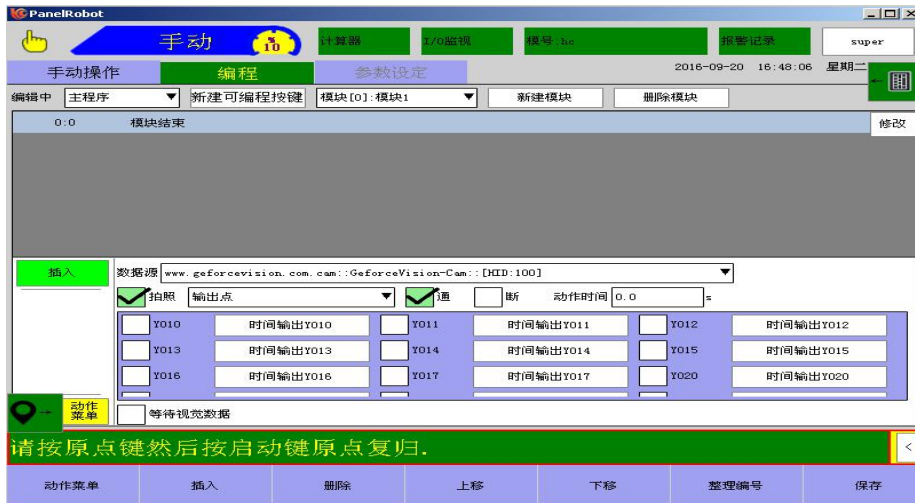 PanelRobot
手动 % 10 计算器 I/O监视 模号:hc 报警记录 super
手动操作 编程 参数设定 2016-09-20 16:48:06 星期二
编辑中 主程序 新建可编程按键 模块[0]:模块1 新建模块 删除模块
0:0 模块结束 修改
插入 数据源 www.geforcevision.com.cam::GeforceVision-Cam::[HID:100]
拍照 输出点 通 断 动作时间 0.0 s
Y010 时间输出Y010 Y011 时间输出Y011 Y012 时间输出Y012
Y013 时间输出Y013 Y014 时间输出Y014 Y015 时间输出Y015
Y016 时间输出Y016 Y017 时间输出Y017 Y020 时间输出Y020
动作
菜单 等待视觉数据
请按原点键然后按启动键原点复归.
<
动作菜单 插入 删除 上移 下移 整理编号 保存